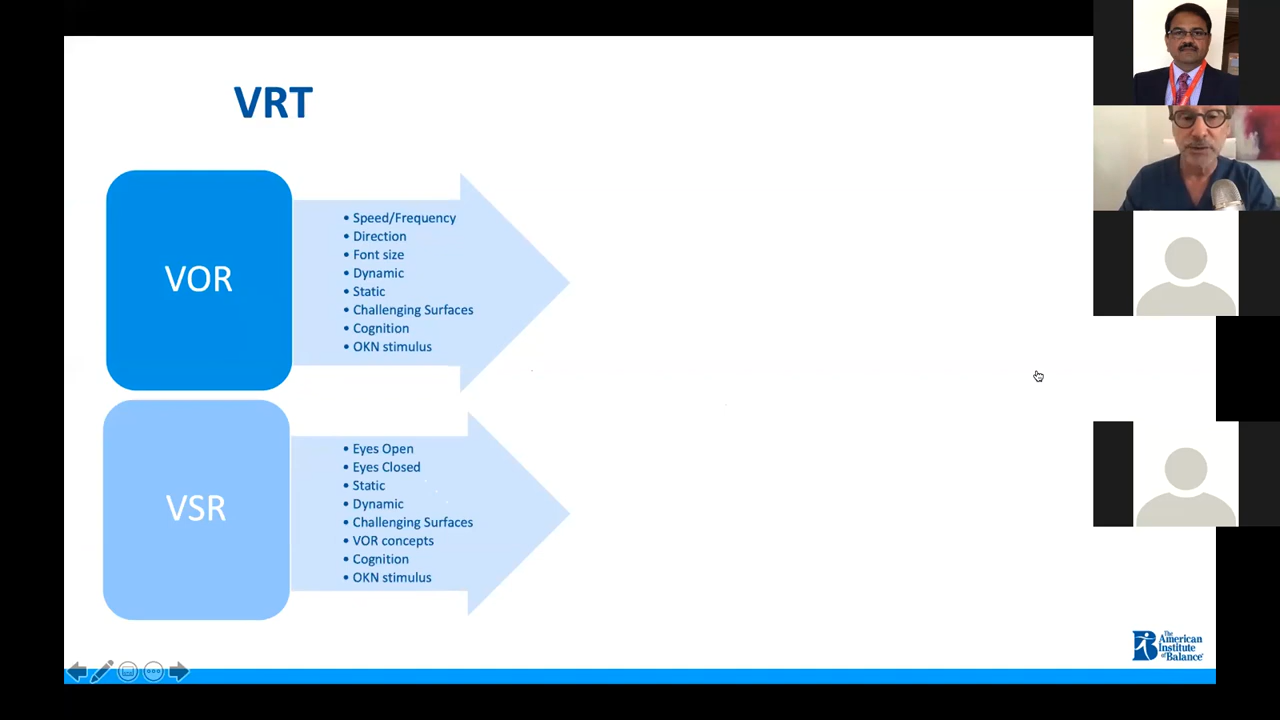 VRT
VOR
• Speed/Frequency
• Direction
• Font size
• Dynamic
• Static
• Challenging Surfaces
• Cognition
• OKN stimulus
VSR
• Eyes Open
• Eyes Closed
• Static
• Dynamic
• Challenging Surfaces
• VOR concepts
• Cognition
• OKN stimulus
The
American
Institute
of Balance